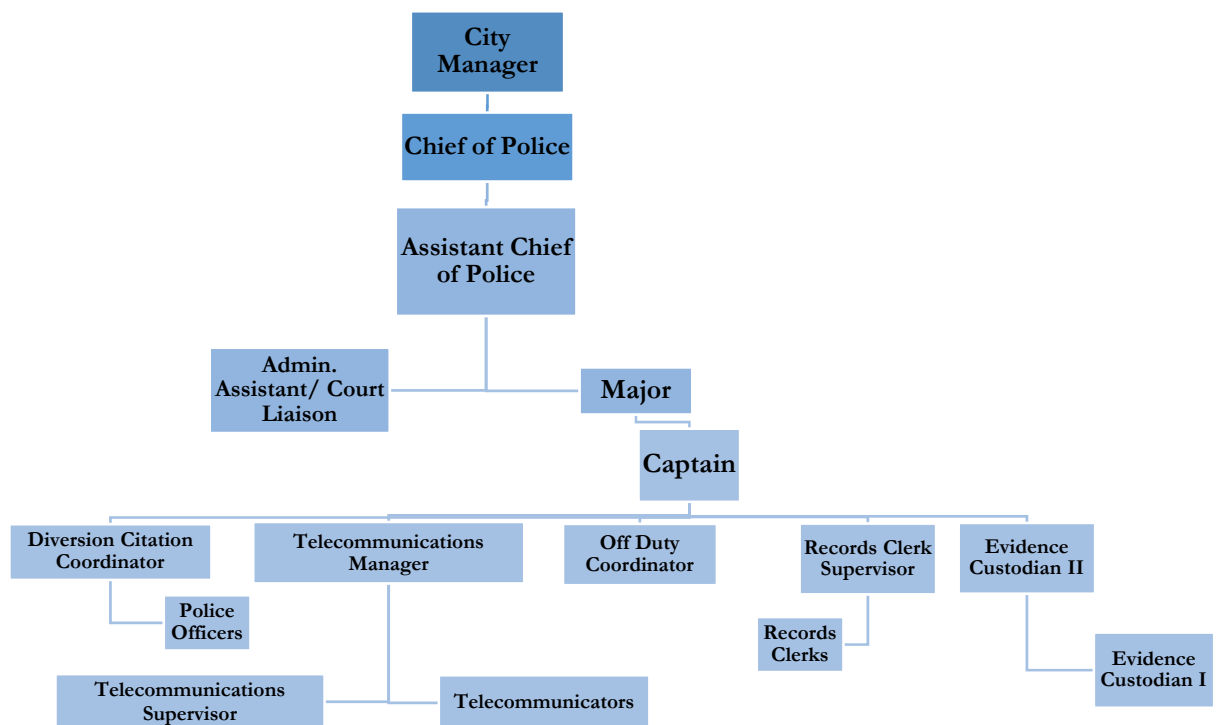 City
Manager
Chief of Police
Assistant Chief
of Police
Admin.
Assistant/ Court
Liaison
Major
Captain
Diversion Citation
Coordinator
Telecommunications
Manager
Off Duty
Coordinator
Records Clerk
Supervisor
Evidence
Custodian II
Police
Officers
Records
Clerks
Evidence
Custodian I
Telecommunications
Supervisor
Telecommunicators